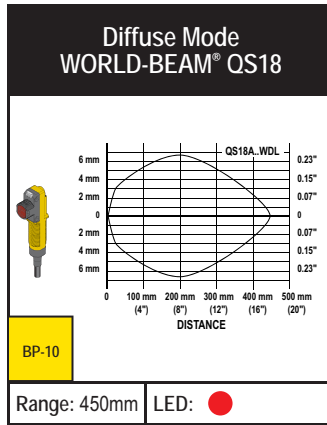 Diffuse Mode
WORLD-BEAM® QS18
QS18A..WDL
6 mm 0.23"
4 mm 0.15"
2 mm 0.07"
0 0
2 mm 0.07"
4 mm 0.15"
6 mm 0.23"
0 100 mm 200 mm 300 mm 400 mm 500 mm
(4") (8") (12") (16") (20")
DISTANCE
BP-10
Range: 450mm LED: